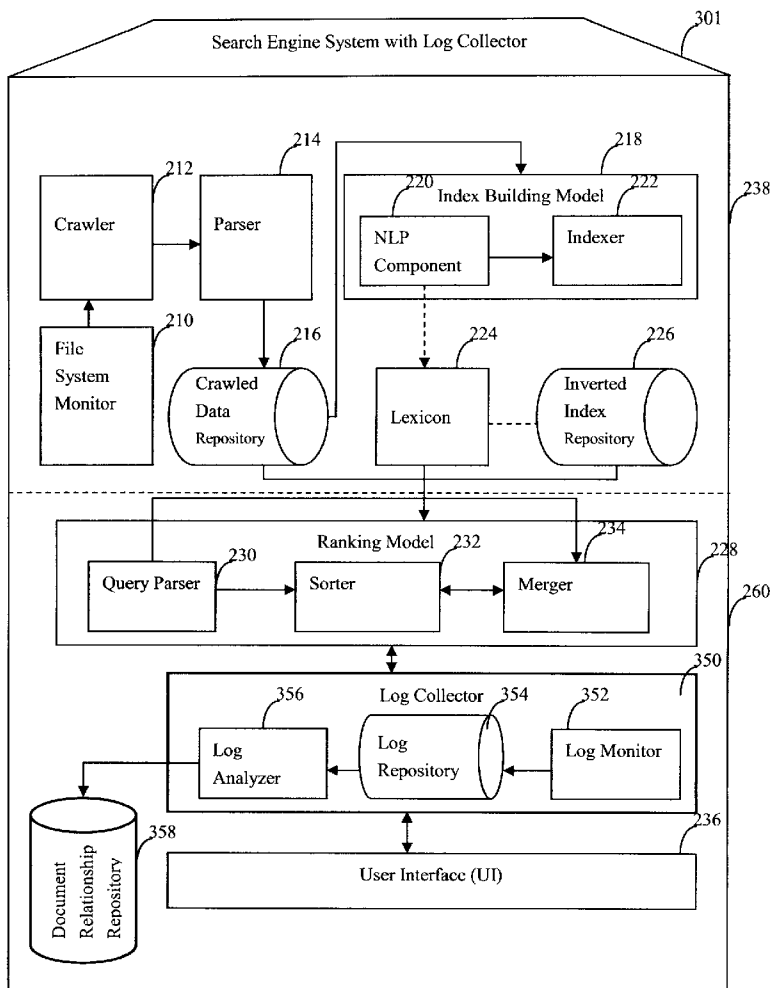 Search Engine System with Log Collector
301
214
212
218
220
222
238
Index Building Model
Crawler
Parser
NLP
Component
Indexer
210
216
224
226
File
System
Monitor
Crawled
Data
Repository
Lexicon
Inverted
Index
Repository
Ranking Model
230
232
234
228
Query Parser
Sorter
Merger
260
350
Log Collector
356
354
352
Log
Analyzer
Log
Repository
Log Monitor
358
236
Document
Relationship
Repository
User Interface (UI)